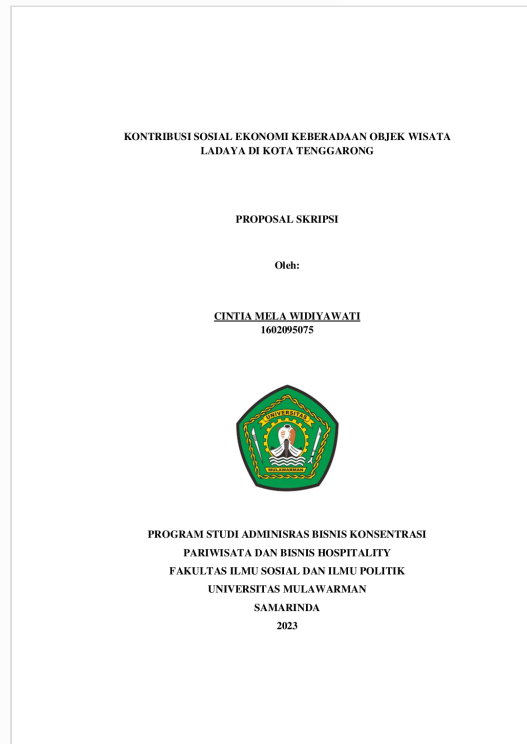 KONTRIBUSI SOSIAL EKONOMI KEBERADAAN OBJEK WISATA
LADAYA DI KOTA TENGGARONG
PROPOSAL SKRIPSI
Oleh:
CINTIA MELA WIDIYAWATI
1602095075
UNIVERSITAS
MULAWARMAN
PROGRAM STUDI ADMINISRAS BISNIS KONSENTRASI
PARIWISATA DAN BISNIS HOSPITALITY
FAKULTAS ILMU SOSIAL DAN ILMU POLITIK
UNIVERSITAS MULAWARMAN
SAMARINDA
2023